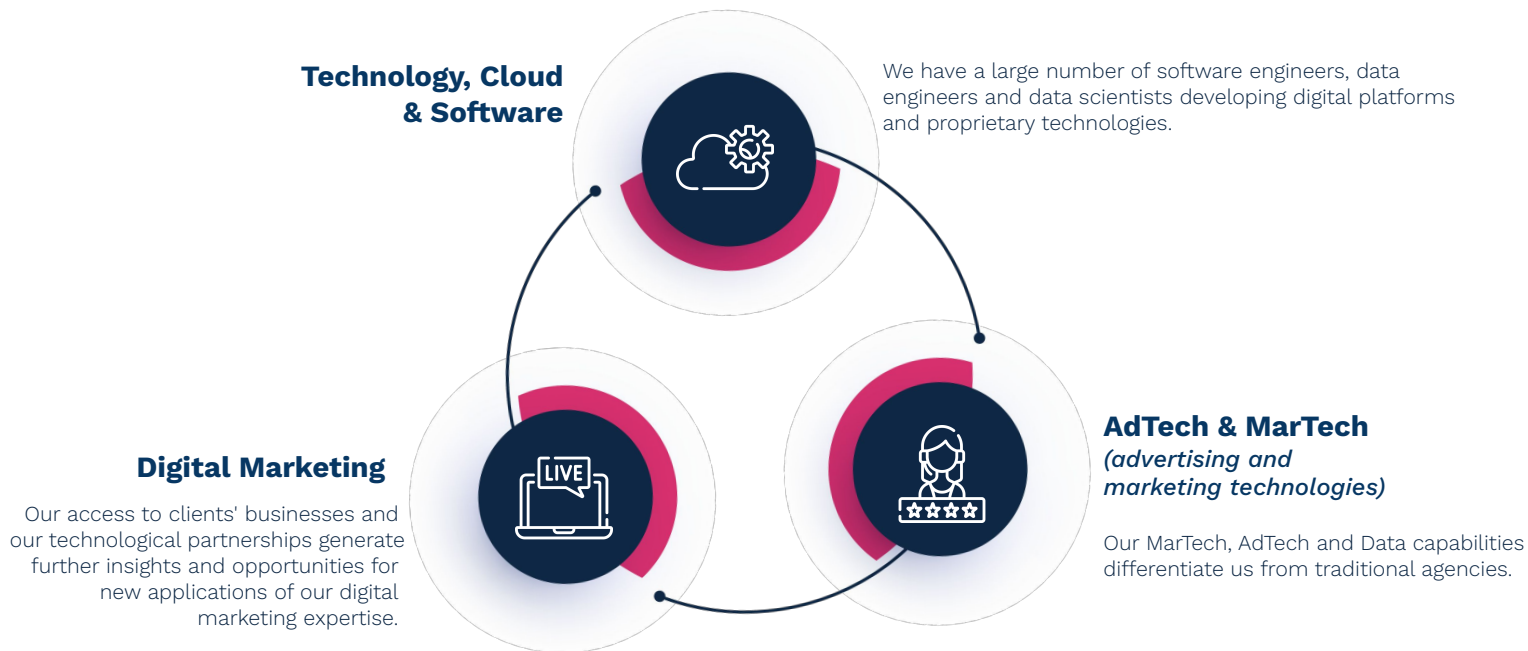 Technology, Cloud
& Software
We have a large number of software engineers, data
engineers and data scientists developing digital platforms
and proprietary technologies.
AdTech & MarTech
(advertising and
marketing technologies)
Our MarTech, AdTech and Data capabilities
differentiate us from traditional agencies.
LIVE
Digital Marketing
Our access to clients' businesses and
our technological partnerships generate
further insights and opportunities for
new applications of our digital
marketing expertise.